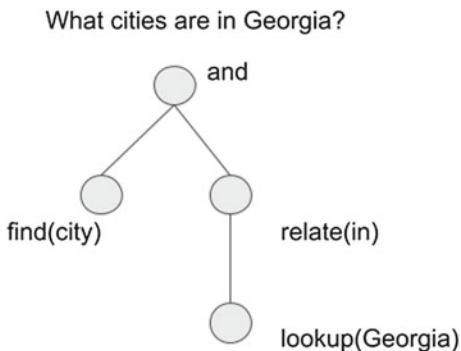 What cities are in Georgia?
and
find(city)
relate(in)
lookup(Georgia)